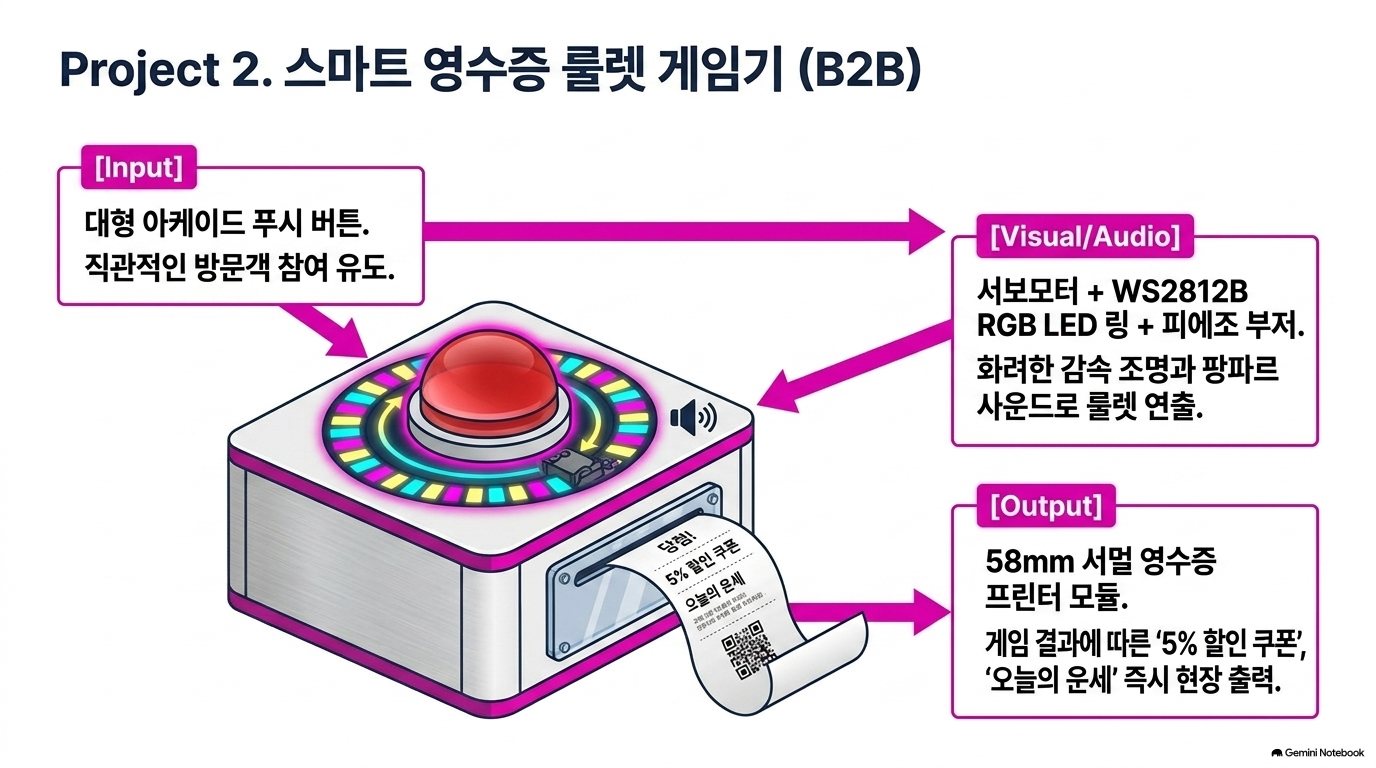 Project 2. 스마트 영수증 룰렛 게임기 (B2B)
[Input]
대형 아케이드 푸시 버튼.
직관적인 방문객 참여 유도.
[Visual/Audio]
서보모터 + WS2812B
RGB LED 링 + 피에조 부저.
화려한 감속 조명과 팡파르
사운드로 룰렛 연출.
당첨!
5% 할인 쿠폰
오늘의 운세
[Output]
58mm 서멀 영수증
프린터 모듈.
게임 결과에 따른 ‘5% 할인 쿠폰’,
‘오늘의 운세’ 즉시 현장 출력.
Gemini Notebook